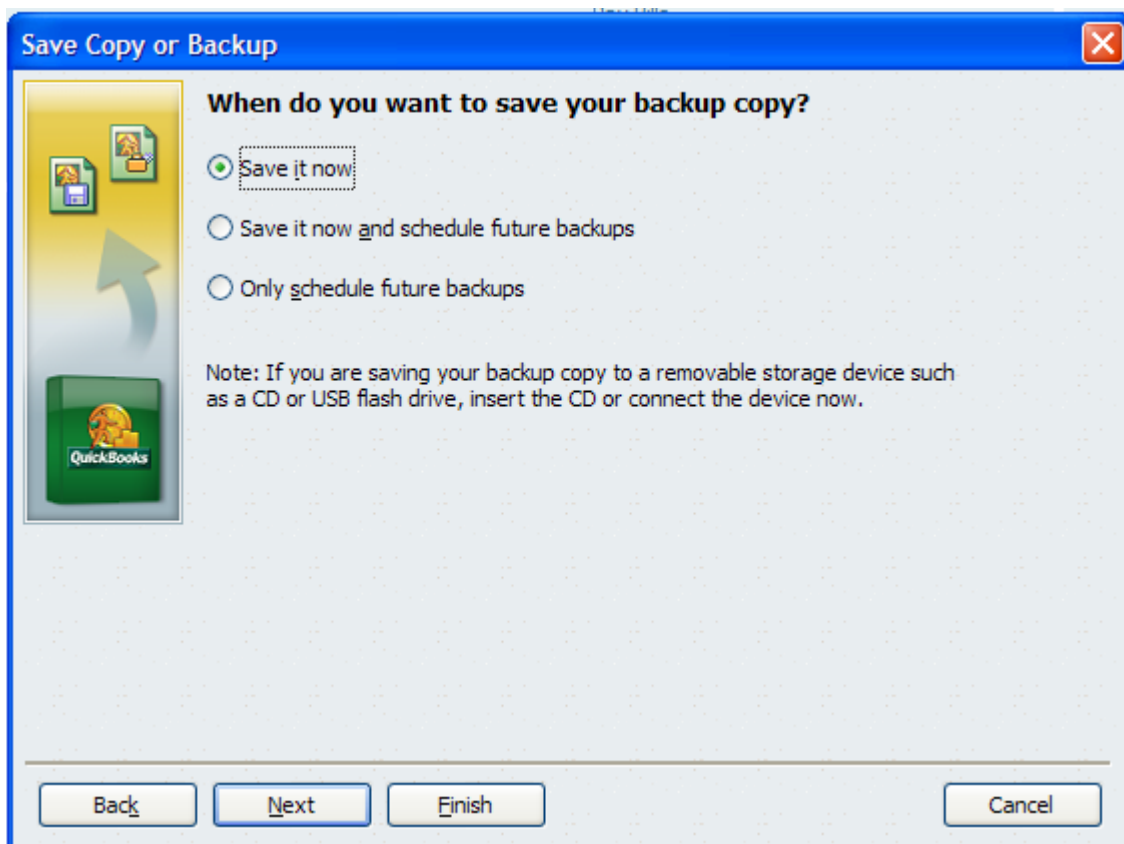 Save Copy or Backup
When do you want to save your backup copy?
Save it now
Save it now and schedule future backups
Only schedule future backups
Note: If you are saving your backup copy to a removable storage device such
as a CD or USB flash drive, insert the CD or connect the device now.
QuickBooks
Back
Next
Finish
Cancel